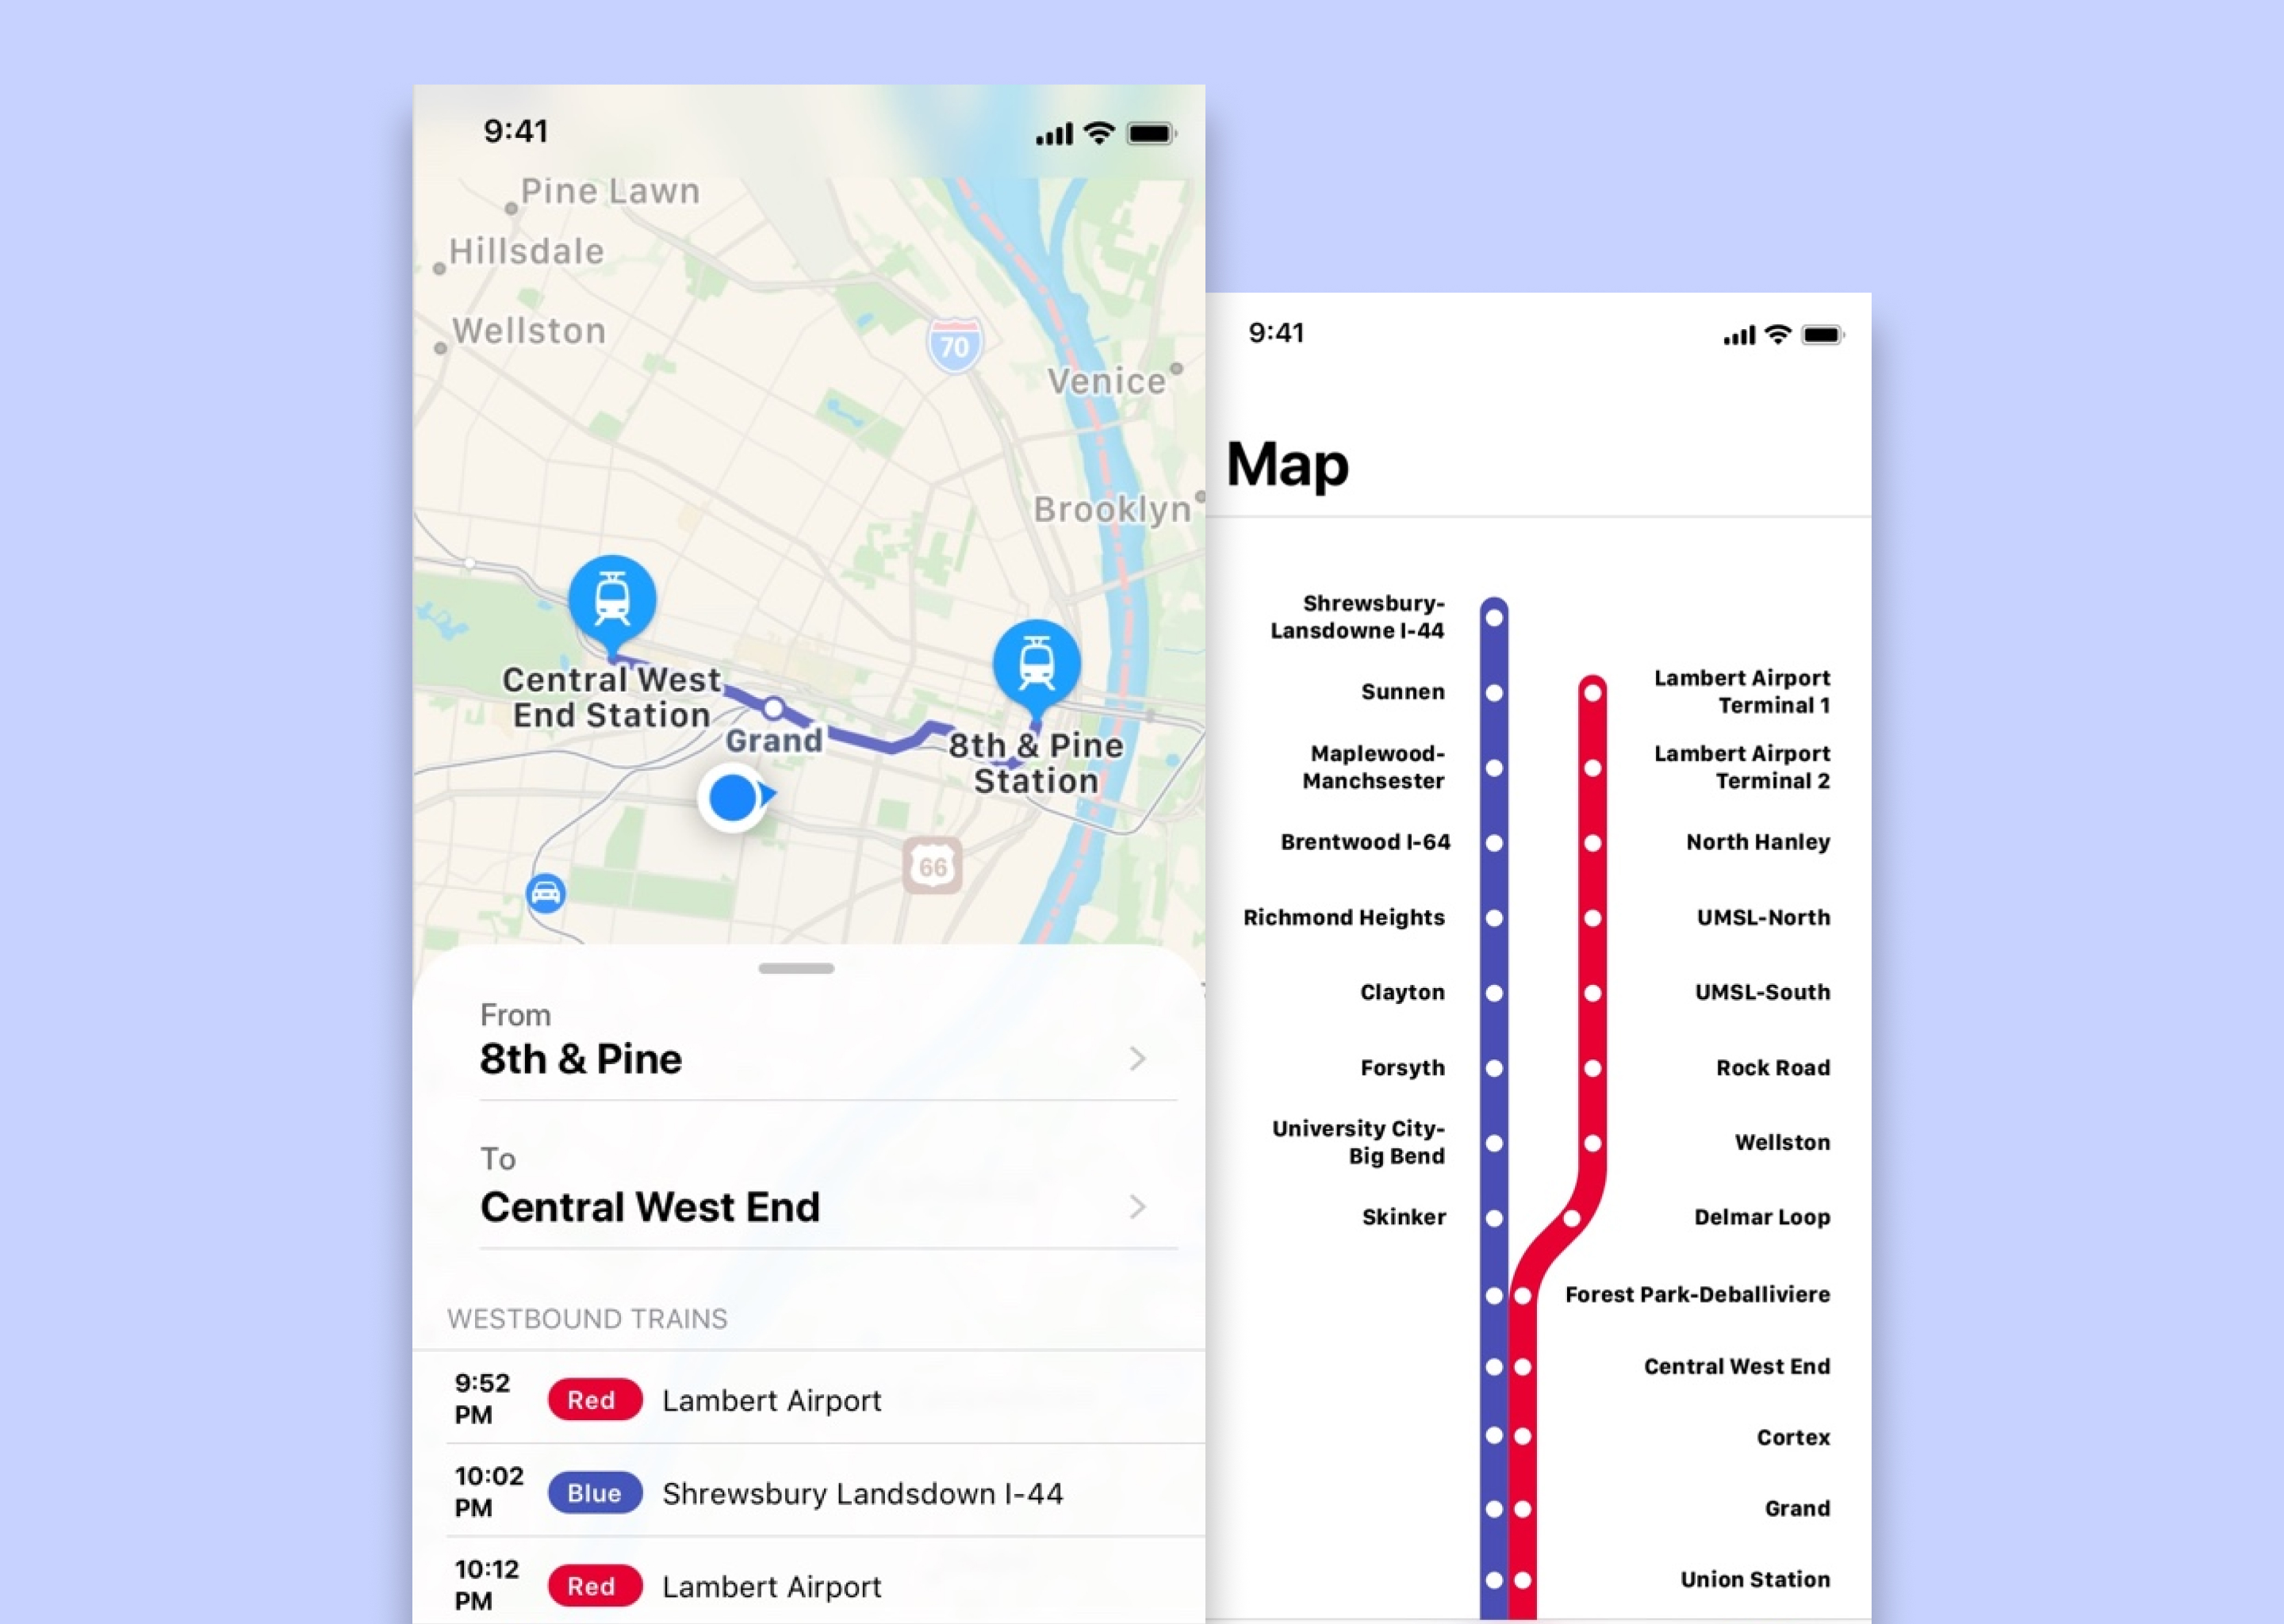 9:41
Pine Lawn
Hillsdale
Wellston
70
Venice
Brooklyn
Central West
End Station
Grand
8th & Pine
Station
66
From
8th & Pine
To
Central West End
WESTBOUND TRAINS
9:52
PM
Red
Lambert Airport
10:02
PM
Blue
Shrewsbury Landsdown I-44
10:12
PM
Red
Lambert Airport
9:41
Map
Shrewsbury-
Lansdowne I-44
Sunnen
Lambert Airport
Terminal 1
Maplewood-
Manchsester
Lambert Airport
Terminal 2
Brentwood I-64
North Hanley
Richmond Heights
UMSL-North
Clayton
UMSL-South
Forsyth
Rock Road
University City-
Big Bend
Wellston
Skinker
Delmar Loop
Forest Park-Deballiviere
Central West End
Cortex
Grand
Union Station